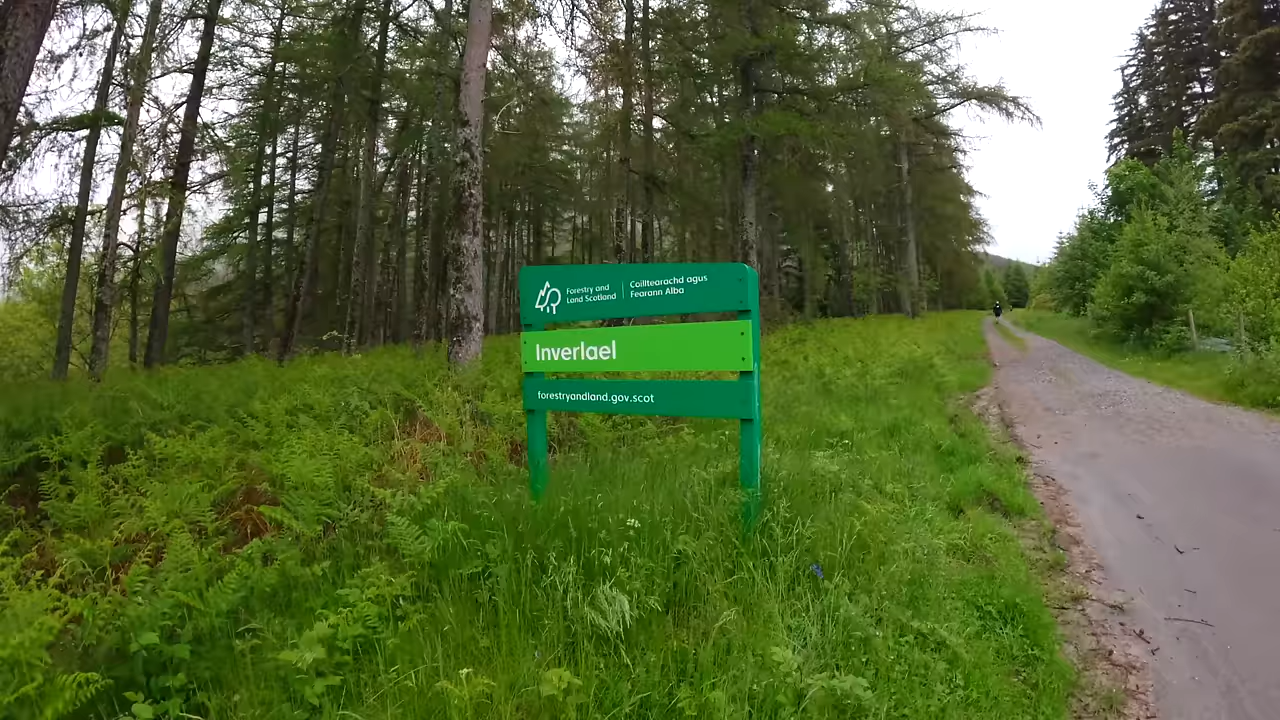 Forestry and
Land Scotland
Coilltearachd agus
Fearann Alba
Inverlael
forestryandland.gov.scot